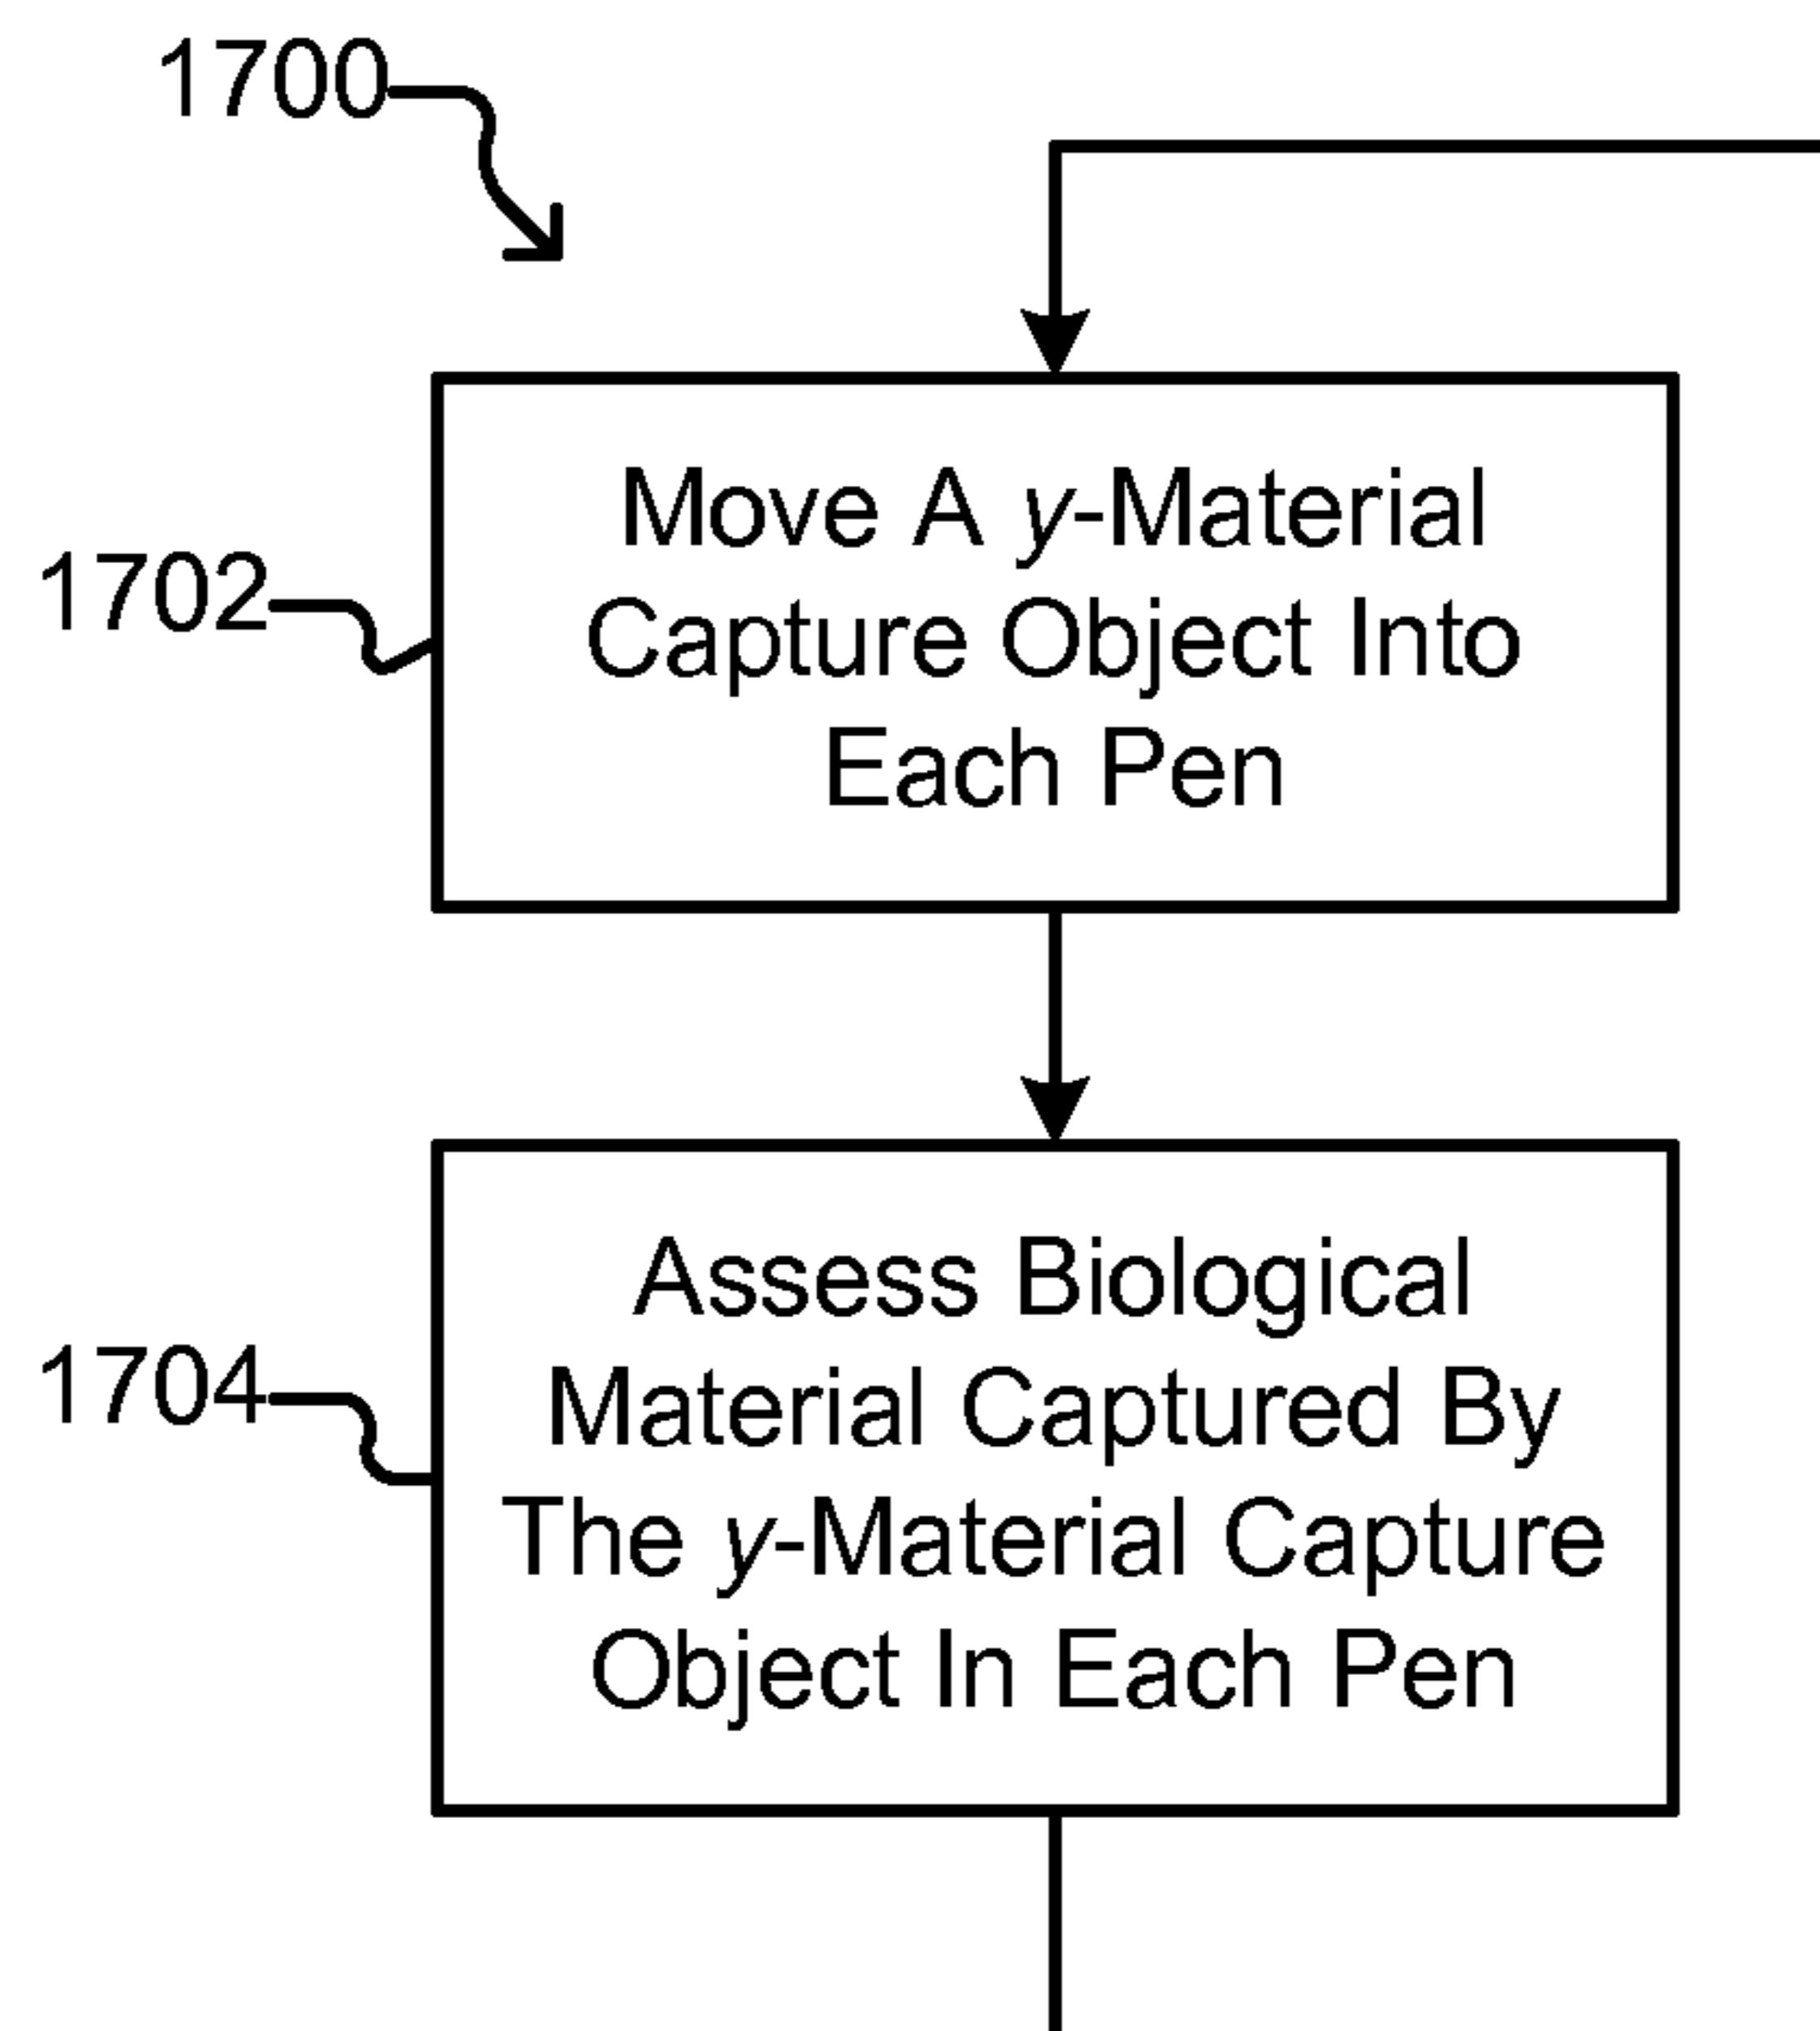 1700
Move A y-Material
1702
Capture Object Into
Each Pen
Assess Biological
1704
Material Captured By
The y-Material Capture
Object In Each Pen